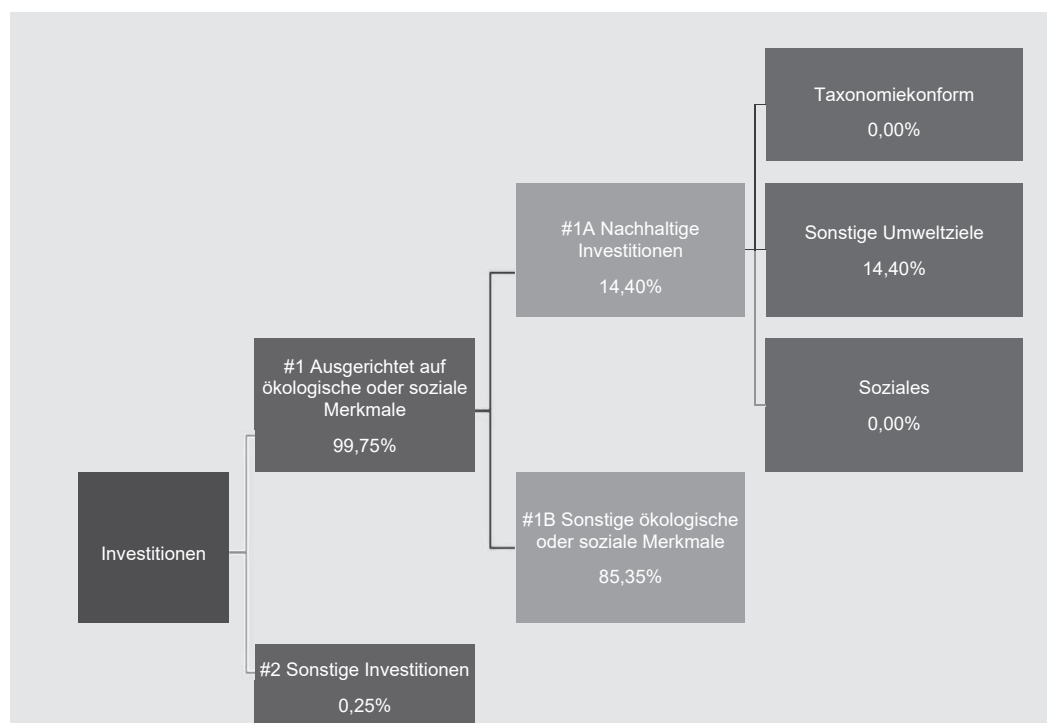 Taxonomiekonform
0,00%
#1A Nachhaltige
Investitionen
14,40%
Sonstige Umweltziele
14,40%
#1 Ausgerichtet auf
ökologische oder soziale
Merkmale
99,75%
Soziales
0,00%
Investitionen
#1B Sonstige ökologische
oder soziale Merkmale
85,35%
#2 Sonstige Investitionen
0,25%